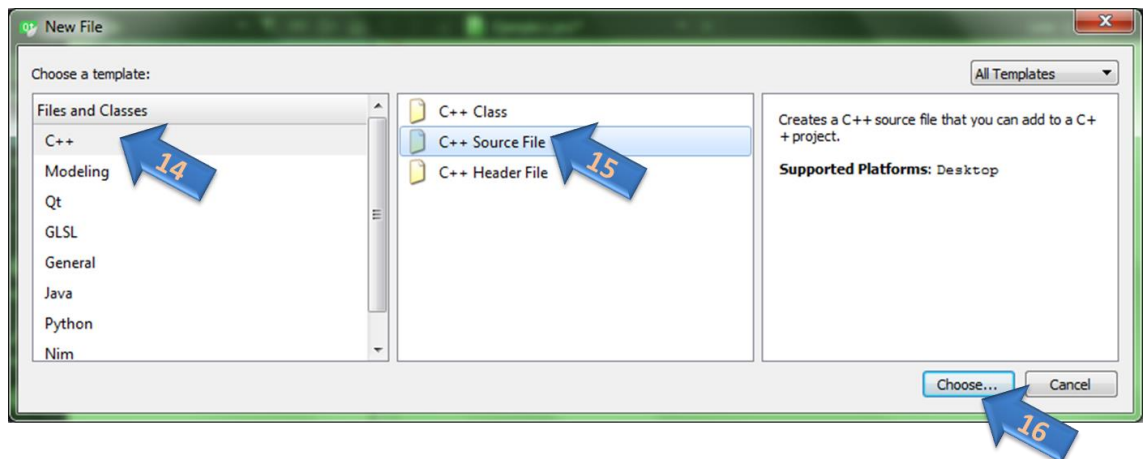 New File
Choose a template:
All Templates
Files and Classes
C++
Modeling
Qt
GLSL
General
Java
Python
Nim
C++ Class
C++ Source File
C++ Header File
Creates a C++ source file that you can add to a C+
+ project.
Supported Platforms: Desktop
Choose...
Cancel
14
15
16